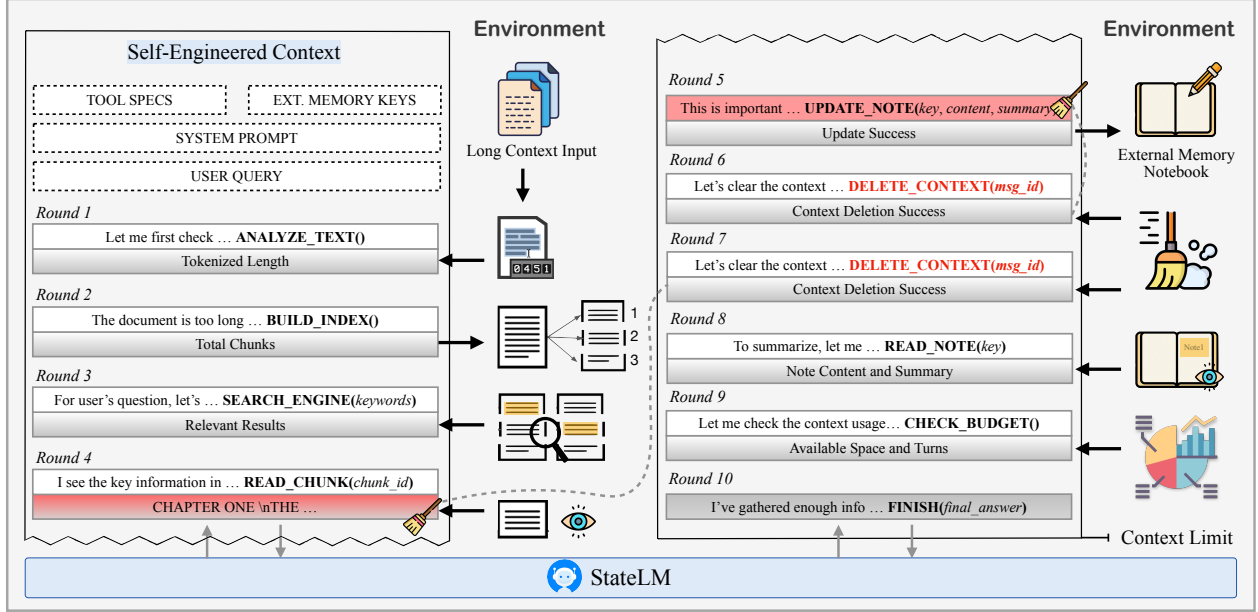 Environment
Self-Engineered Context
TOOL SPECS
EXT. MEMORY KEYS
SYSTEM PROMPT
USER QUERY
Long Context Input
Round 1
Let me first check … ANALYZE_TEXT()
Tokenized Length
0451
Round 2
The document is too long … BUILD_INDEX()
Total Chunks
1
2
3
Round 3
For user’s question, let’s … SEARCH_ENGINE(keywords)
Relevant Results
Round 4
I see the key information in … READ_CHUNK(chunk_id)
CHAPTER ONE \nTHE …
Environment
Round 5
This is important … UPDATE_NOTE(key, content, summary
Update Success
External Memory
Notebook
Round 6
Let’s clear the context … DELETE_CONTEXT(msg_id)
Context Deletion Success
Round 7
Let’s clear the context … DELETE_CONTEXT(msg_id)
Context Deletion Success
Round 8
To summarize, let me … READ_NOTE(key)
Note Content and Summary
Note1
Round 9
Let me check the context usage… CHECK_BUDGET()
Available Space and Turns
Round 10
I’ve gathered enough info … FINISH(final_answer)
Context Limit
StateLM